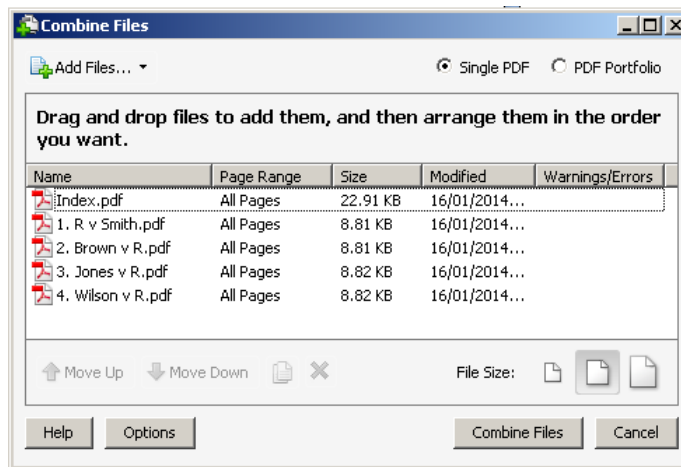 Combine Files
Add Files... Single PDF PDF Portfolio
Drag and drop files to add them, and then arrange them in the order
you want.
Name Page Range Size Modified Warnings/Errors
Index.pdf All Pages 22.91 KB 16/01/2014...
1. R v Smith.pdf All Pages 8.81 KB 16/01/2014...
2. Brown v R.pdf All Pages 8.81 KB 16/01/2014...
3. Jones v R.pdf All Pages 8.82 KB 16/01/2014...
4. Wilson v R.pdf All Pages 8.82 KB 16/01/2014...
Move Up Move Down File Size:
Help Options Combine Files Cancel